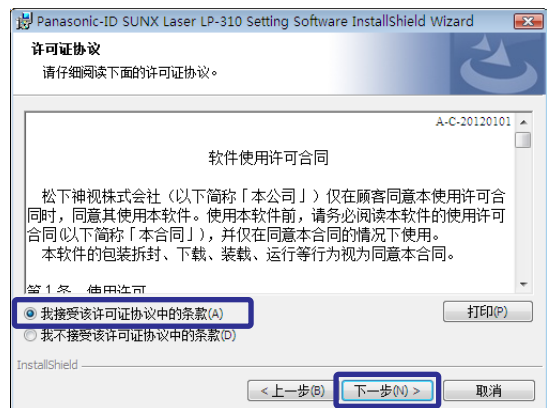 Panasonic-ID SUNX Laser LP-310 Setting Software InstallShield Wizard
许可证协议
请仔细阅读下面的许可证协议。
A-C-20120101
软件使用许可合同
松下神视株式会社（以下简称「本公司」）仅在顾客同意本使用许可合
同时，同意其使用本软件。使用本软件前，请务必阅读本软件的使用许可
合同(以下简称「本合同」)，并仅在同意本合同的情况下使用。
本软件的包装拆封、下载、装载、运行等行为视为同意本合同。
第1条 使用许可
我接受该许可证协议中的条款(A)
打印(P)
我不接受该许可证协议中的条款(D)
InstallShield
<上一步(B)
下一步(N) >
取消